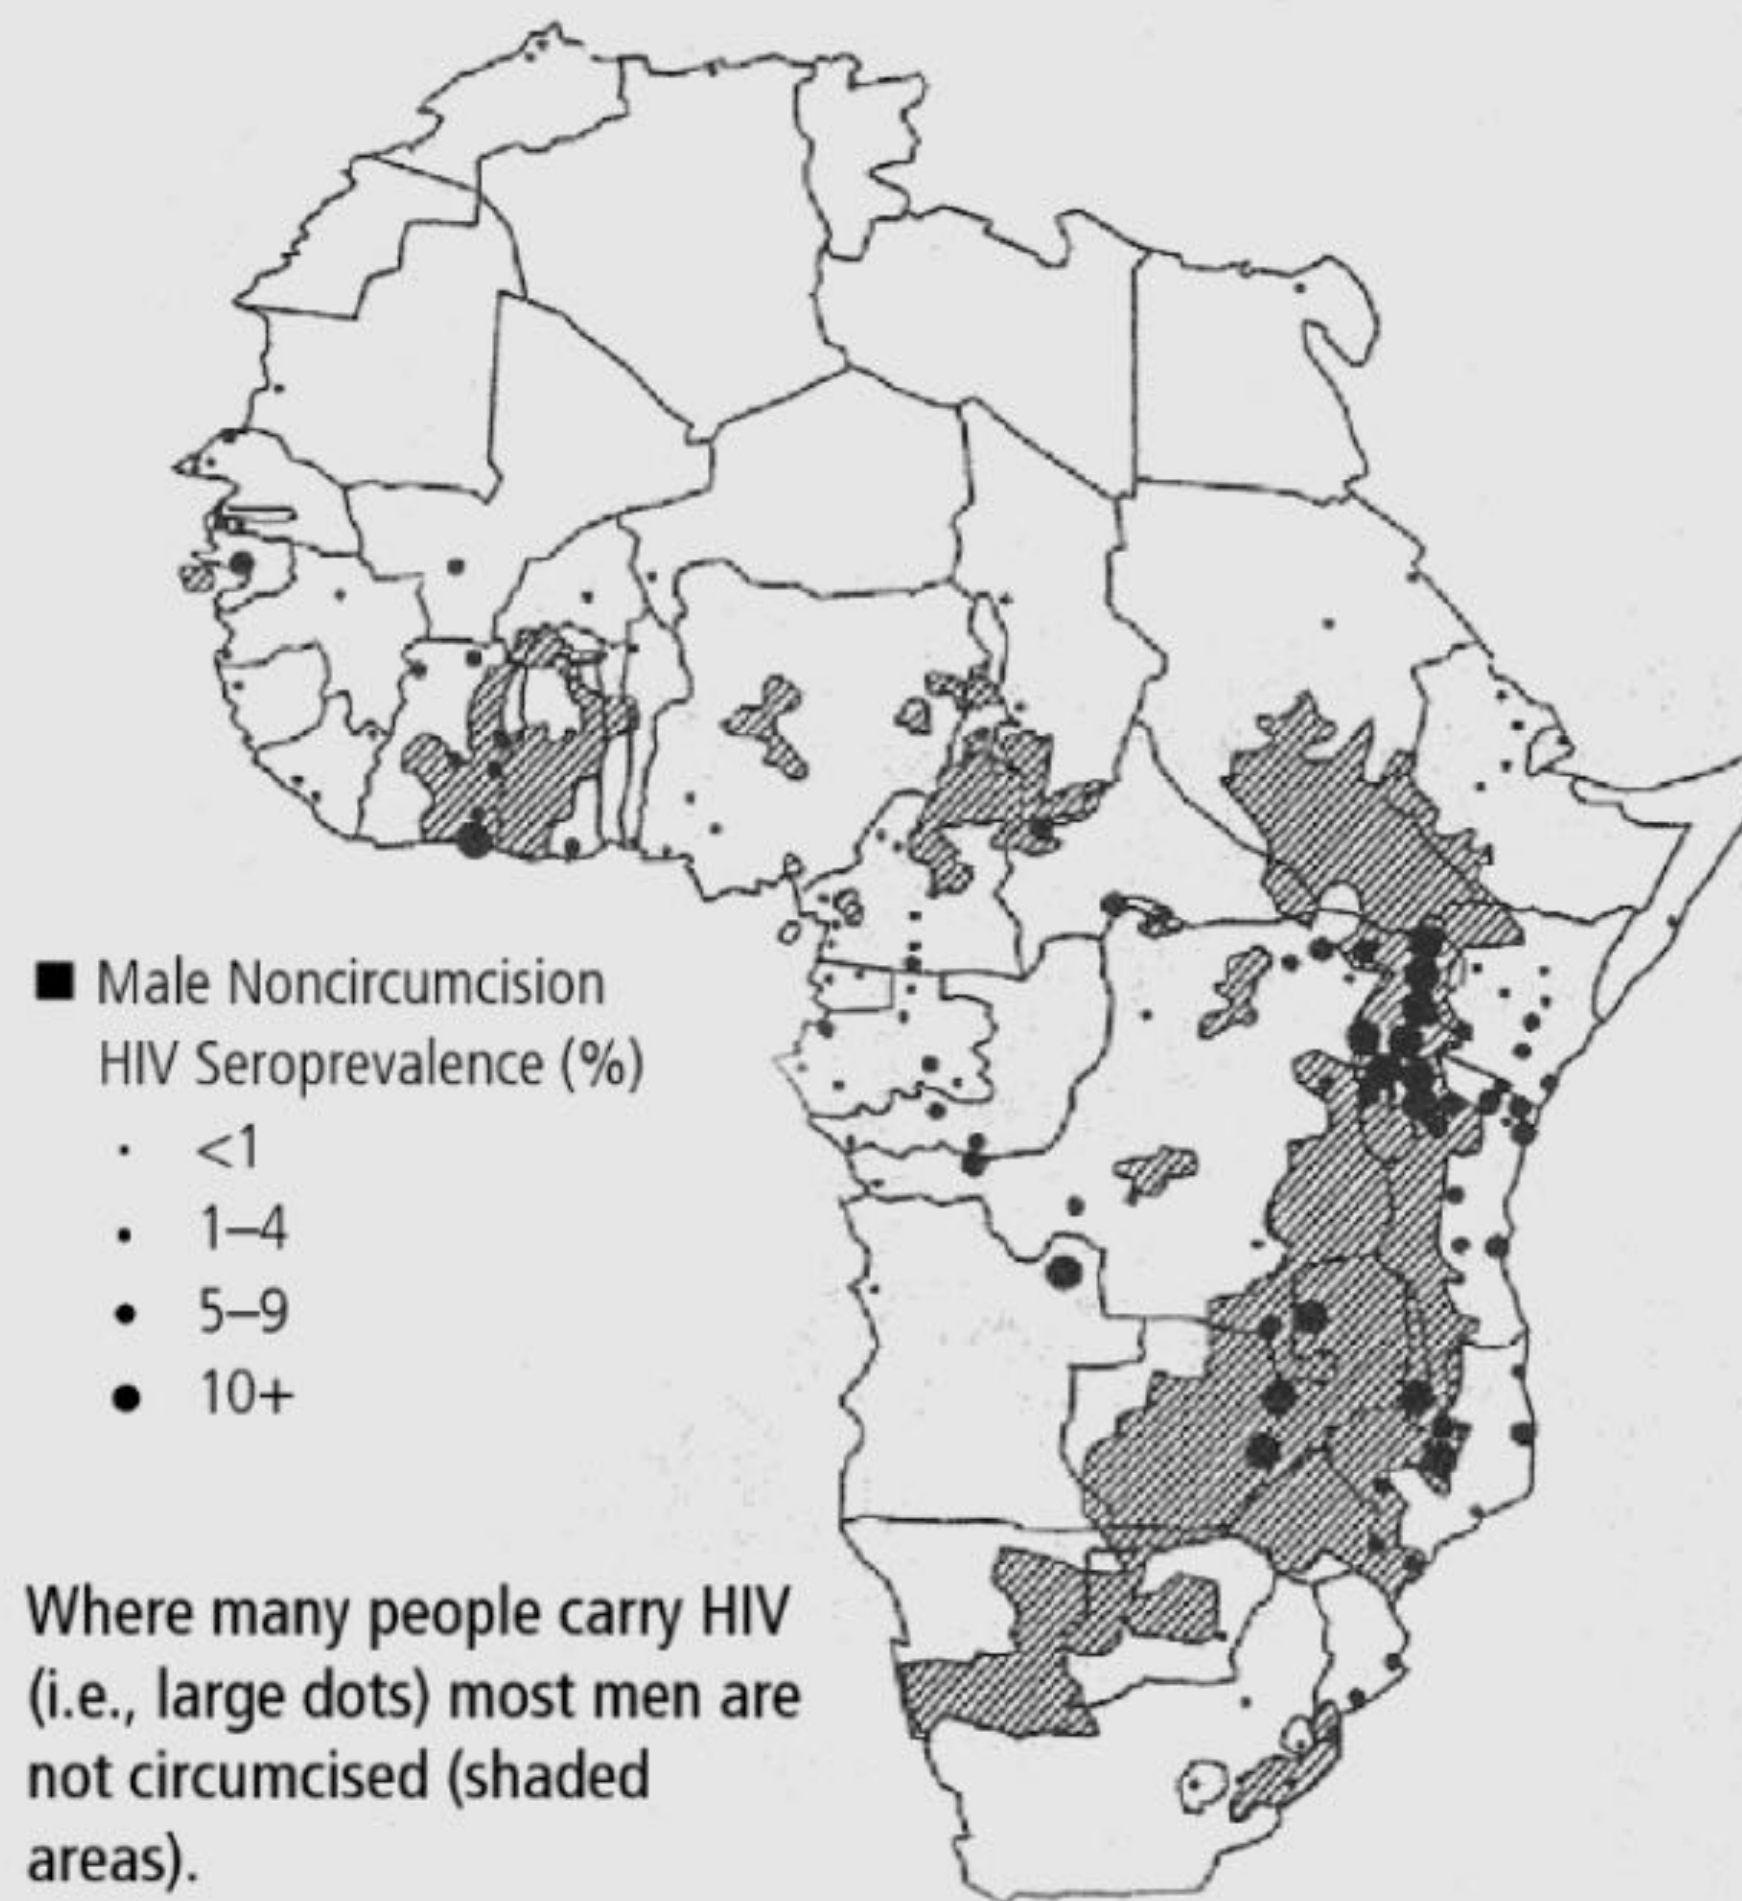 Male Noncircumcision
HIV Seroprevalence (%)
<1
1–4
5–9
10+
Where many people carry HIV
(i.e., large dots) most men are
not circumcised (shaded
areas).